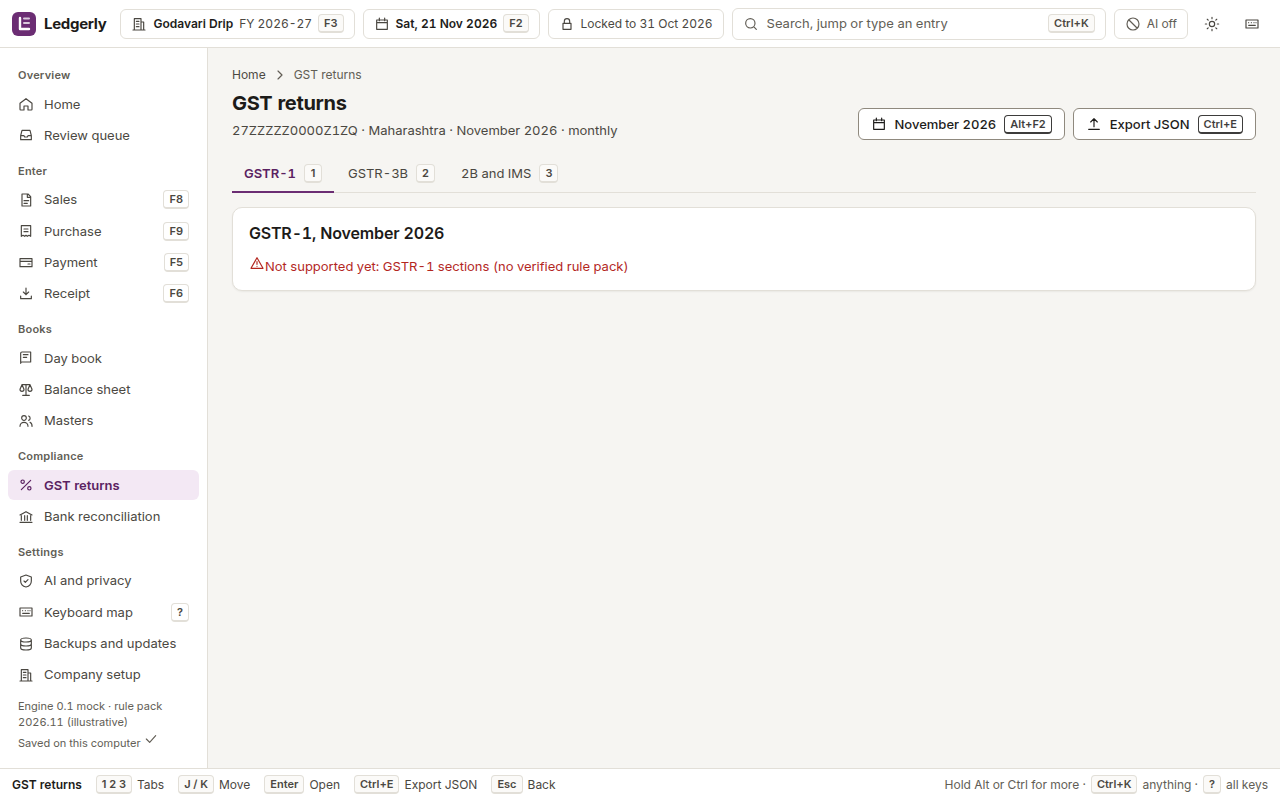 Ledgerly
Godavari Drip FY 2026-27 F3
Sat, 21 Nov 2026 F2
Locked to 31 Oct 2026
Search, jump or type an entry Ctrl+K
AI off
Overview
Home
Review queue
Enter
Sales F8
Purchase F9
Payment F5
Receipt F6
Books
Day book
Balance sheet
Masters
Compliance
GST returns
Bank reconciliation
Settings
AI and privacy
Keyboard map ?
Backups and updates
Company setup
Engine 0.1 mock · rule pack
2026.11 (illustrative)
Saved on this computer
Home GST returns
GST returns
27ZZZZZ0000Z1ZQ · Maharashtra · November 2026 · monthly
November 2026 Alt+F2
Export JSON Ctrl+E
GSTR-1 1 GSTR-3B 2 2B and IMS 3
GSTR-1, November 2026
Not supported yet: GSTR-1 sections (no verified rule pack)
GST returns 1 2 3 Tabs J / K Move Enter Open Ctrl+E Export JSON Esc Back
Hold Alt or Ctrl for more · Ctrl+K anything · ? all keys